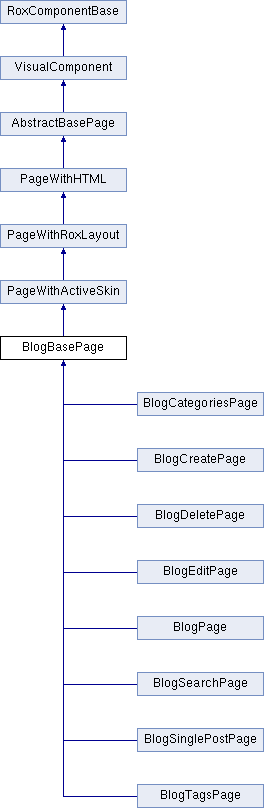 RoxComponentBase
VisualComponent
AbstractBasePage
PageWithHTML
PageWithRoxLayout
PageWithActiveSkin
BlogBasePage
BlogCategoriesPage
BlogCreatePage
BlogDeletePage
BlogEditPage
BlogPage
BlogSearchPage
BlogSinglePostPage
BlogTagsPage